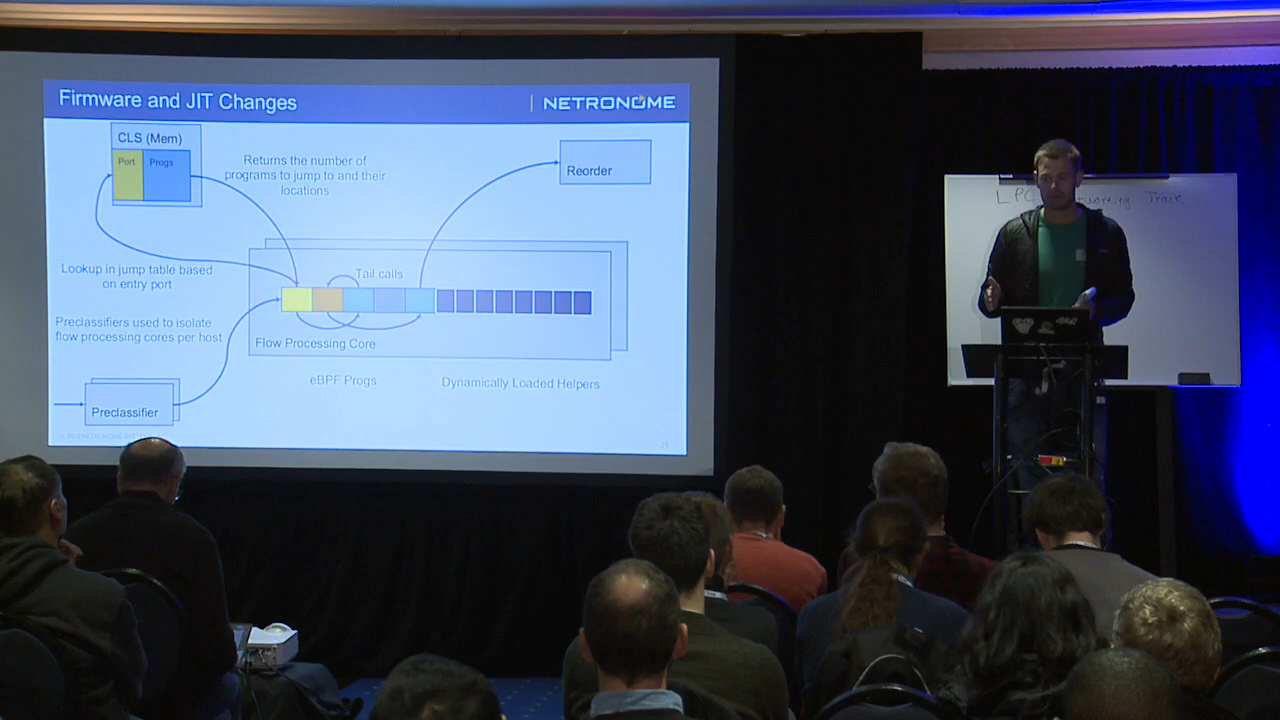 Firmware and JIT Changes
NETRONOME
CLS (Mem)
Port
Progs
Returns the number of
programs to jump to and their
locations
Reorder
Lookup in jump table based
on entry port
Tail calls
Preclassifiers used to isolate
flow processing cores per host
Flow Processing Core
eBPF Progs
Dynamically Loaded Helpers
Preclassifier
25
LPC
Track